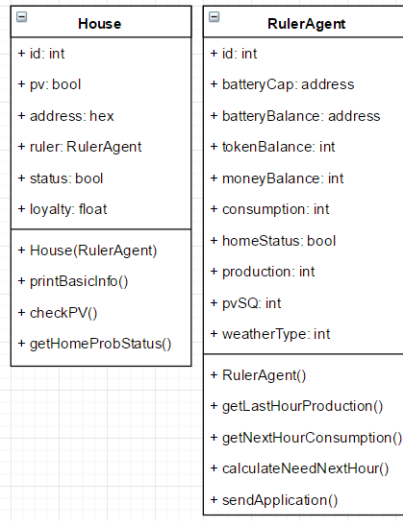 House
+ id: int
+ pv: bool
+ address: hex
+ ruler: RulerAgent
+ status: bool
+ loyalty: float
+ House(RulerAgent)
+ printBasicInfo()
+ checkPV()
+ getHomeProbStatus()
RulerAgent
+ id: int
+ batteryCap: address
+ batteryBalance: address
+ tokenBalance: int
+ moneyBalance: int
+ consumption: int
+ homeStatus: bool
+ production: int
+ pvSQ: int
+ weatherType: int
+ RulerAgent()
+ getLastHourProduction()
+ getNextHourConsumption()
+ calculateNeedNextHour()
+ sendApplication()